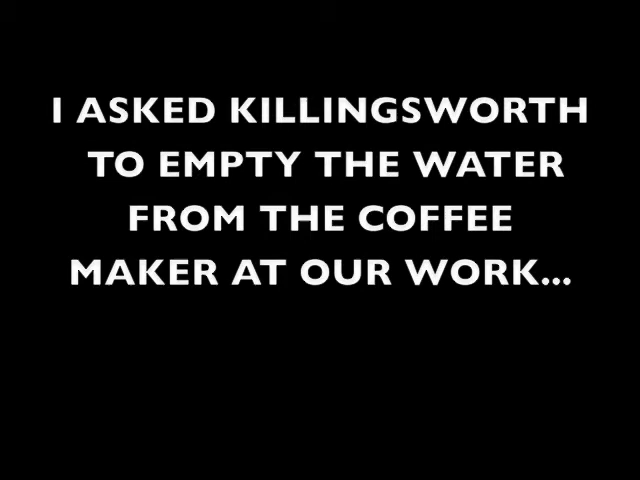 I ASKED KILLINGSWORTH
TO EMPTY THE WATER
FROM THE COFFEE
MAKER AT OUR WORK...